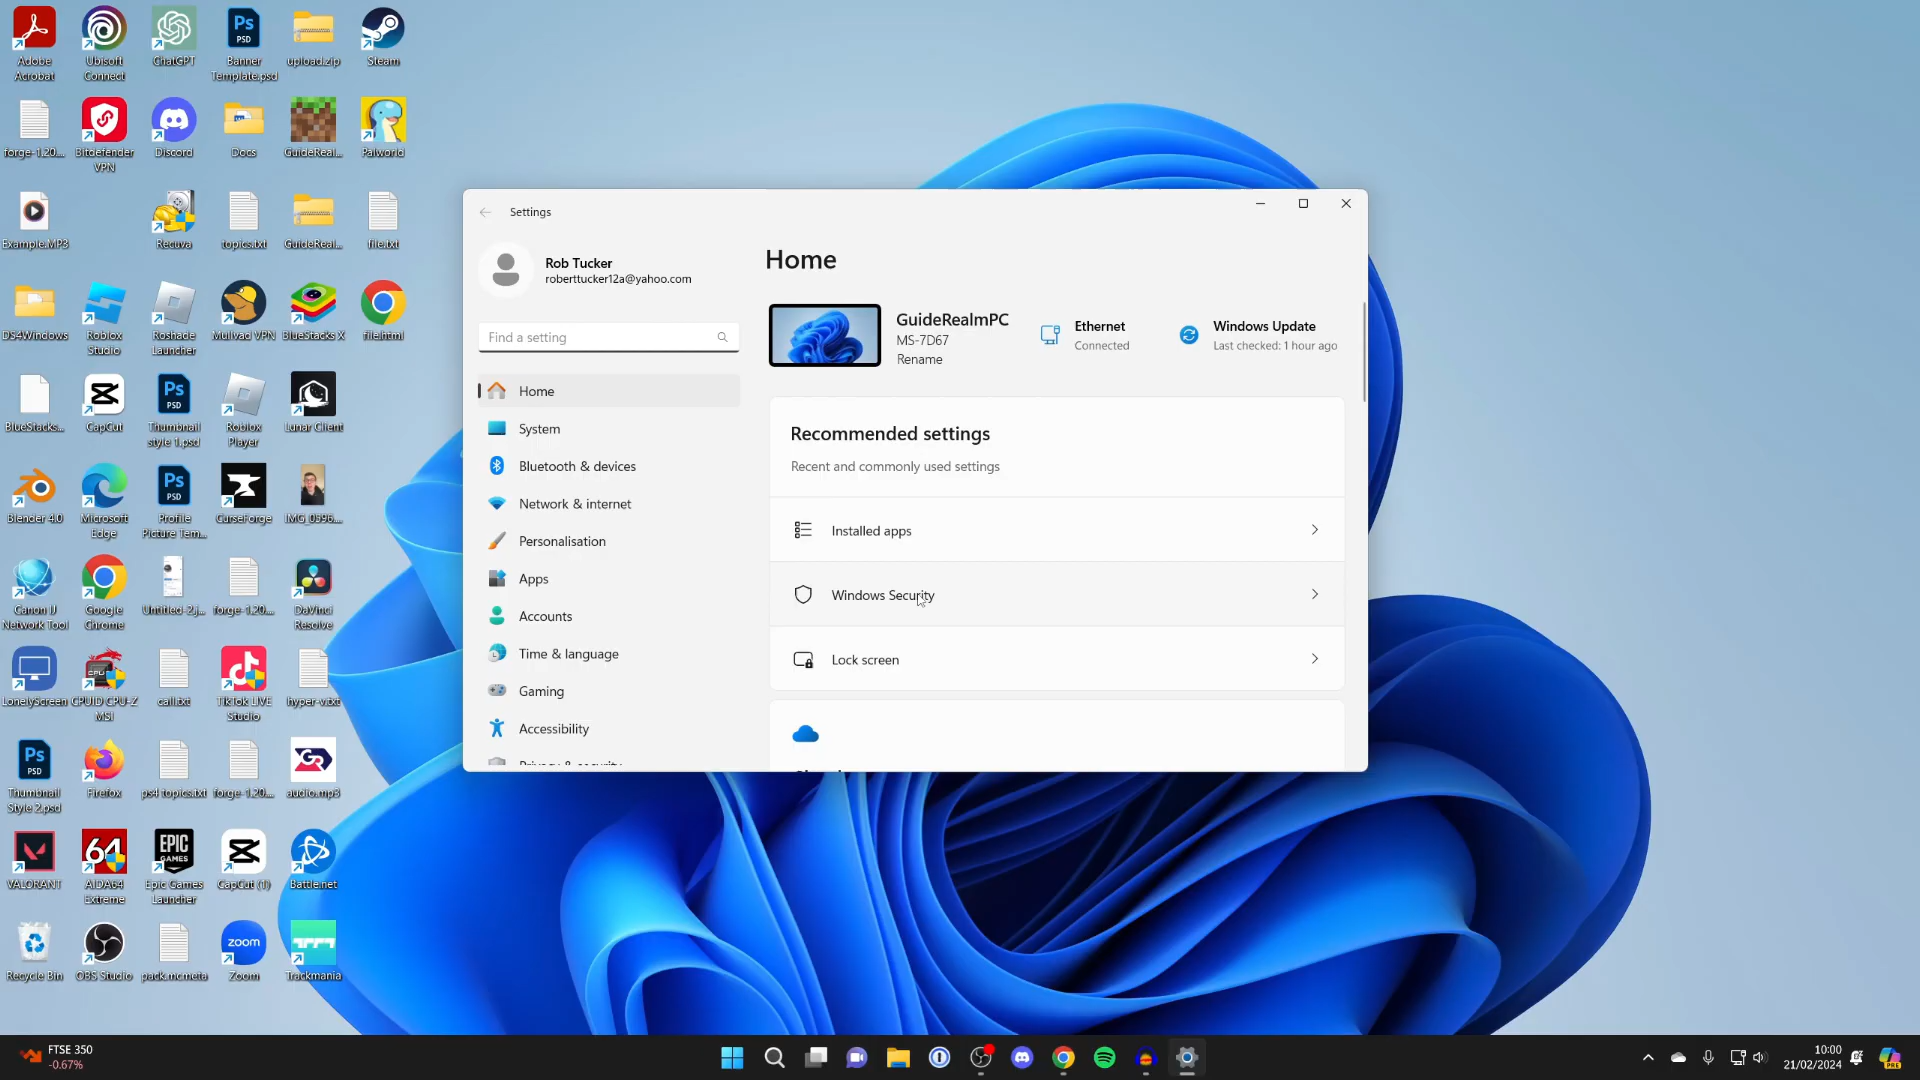 Adobe Acrobat
Ubisoft Connect
ChatGPT
Banner Template.psd
upload.zip
Steam
forge-1.20...
Bitdefender VPN
Discord
Docs
GuideReal...
Palworld
Example.MP3
Recuva
topics.txt
GuideReal...
file.txt
DS4Windows
Roblox Studio
Roshade Launcher
Mullvad VPN
BlueStacks X
file.html
BlueStacks...
CapCut
Thumbnail style 1.psd
Roblox Player
Lunar Client
Blender 4.0
Microsoft Edge
Profile Picture Tem...
CurseForge
IMG_0996...
Canon IJ Network Tool
Google Chrome
Untitled-2.j...
forge-1.20...
DaVinci Resolve
LonelyScreen
CPUID CPU-Z MSI
call.txt
TikTok LIVE Studio
hyper-v.txt
Thumbnail Style 2.psd
Firefox
ps4 topics.txt
forge-1.20...
audio.mp3
VALORANT
AIDA64 Extreme
Epic Games Launcher
CapCut (1)
Battle.net
Recycle Bin
OBS Studio
pack.mcmeta
Zoom
Trackmania
Settings
Rob Tucker
roberttucker12a@yahoo.com
Find a setting
Home
System
Bluetooth & devices
Network & internet
Personalisation
Apps
Accounts
Time & language
Gaming
Accessibility
Privacy & security
Home
GuideRealmPC
MS-7D67
Rename
Ethernet
Connected
Windows Update
Last checked: 1 hour ago
Recommended settings
Recent and commonly used settings
Installed apps
Windows Security
Lock screen
FTSE 350
-0.67%
10:00
21/02/2024